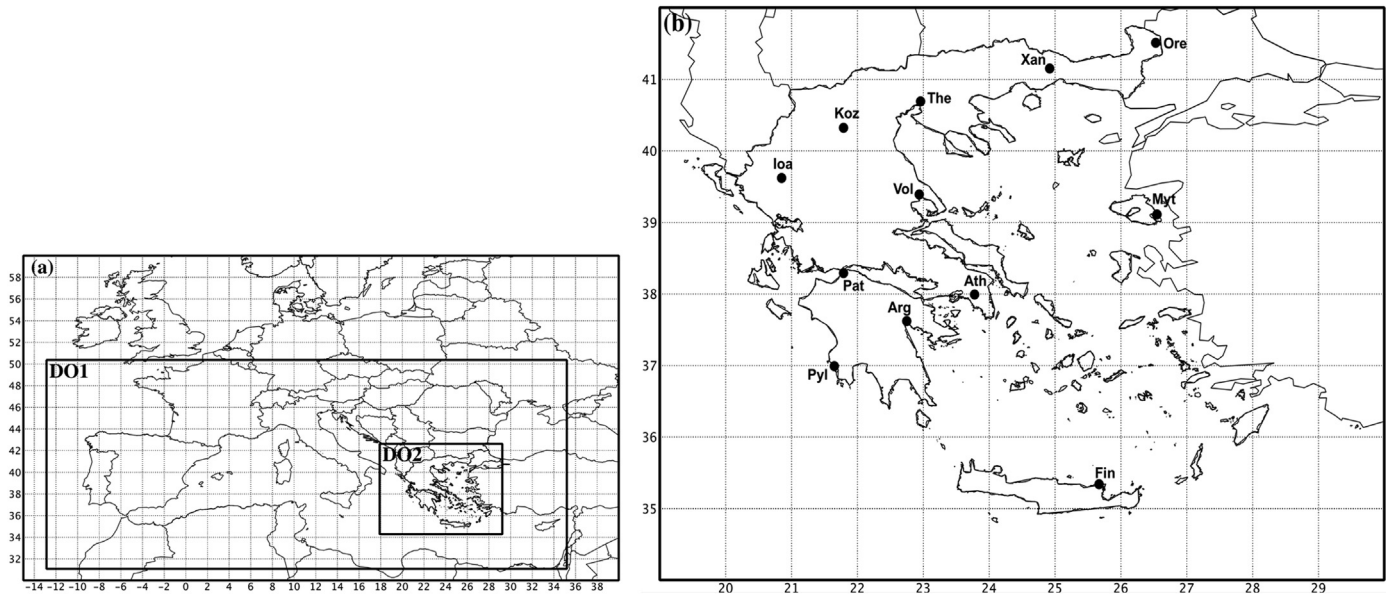 (a)
58
56
54
52
50
48
46
44
42
40
38
36
34
32
DO1
DO2
-14 -12 -10 -8 -6 -4 -2 0 2 4 6 8 10 12 14 16 18 20 22 24 26 28 30 32 34 36 38
(b)
Ore
Xan
41
The
Koz
40
Ioa
Vol
Myt
39
Pat
Ath
38
Arg
37
Pyl
36
Fin
35
20 21 22 23 24 25 26 27 28 29